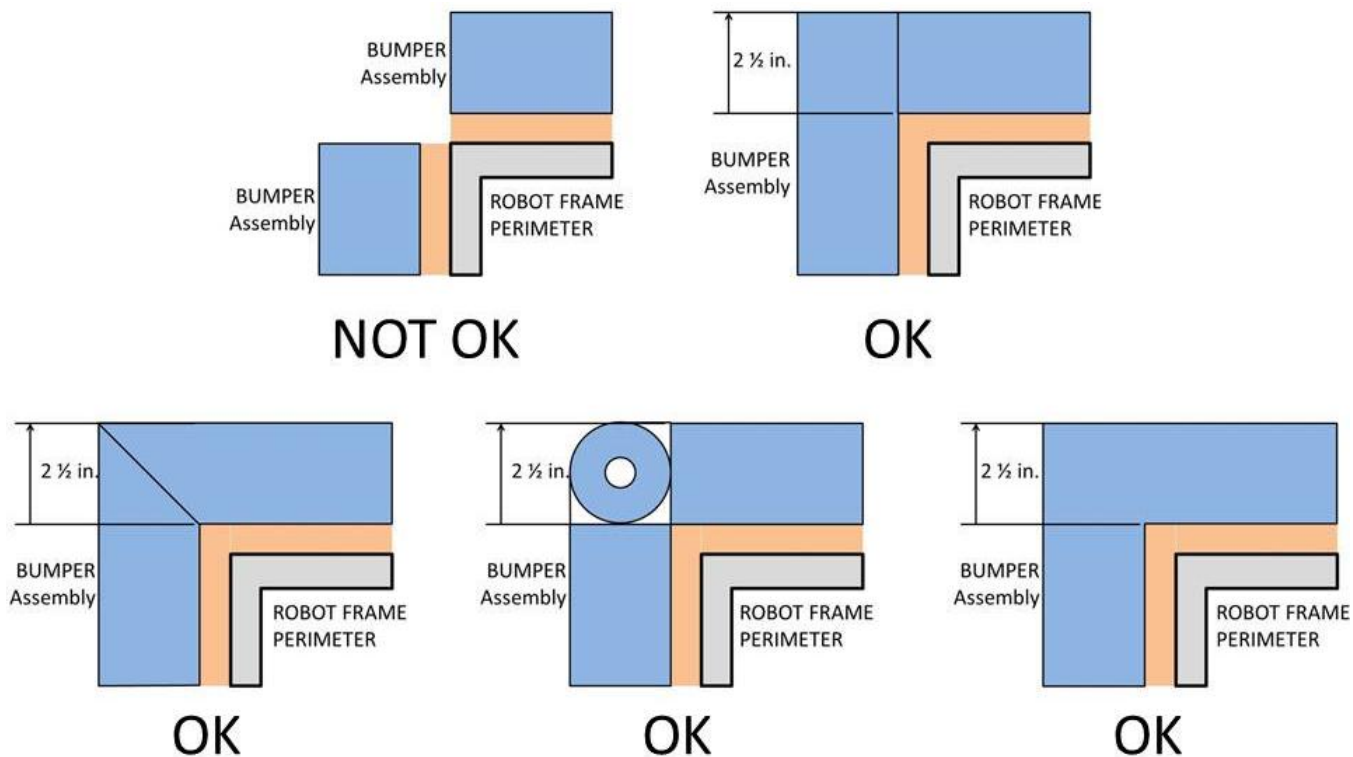 BUMPER
Assembly
BUMPER
Assembly
ROBOT FRAME
PERIMETER
NOT OK
2 ½ in.
BUMPER
Assembly
ROBOT FRAME
PERIMETER
OK
2 ½ in.
BUMPER
Assembly
ROBOT FRAME
PERIMETER
OK
2 ½ in.
BUMPER
Assembly
ROBOT FRAME
PERIMETER
OK
2 ½ in.
BUMPER
Assembly
ROBOT FRAME
PERIMETER
OK